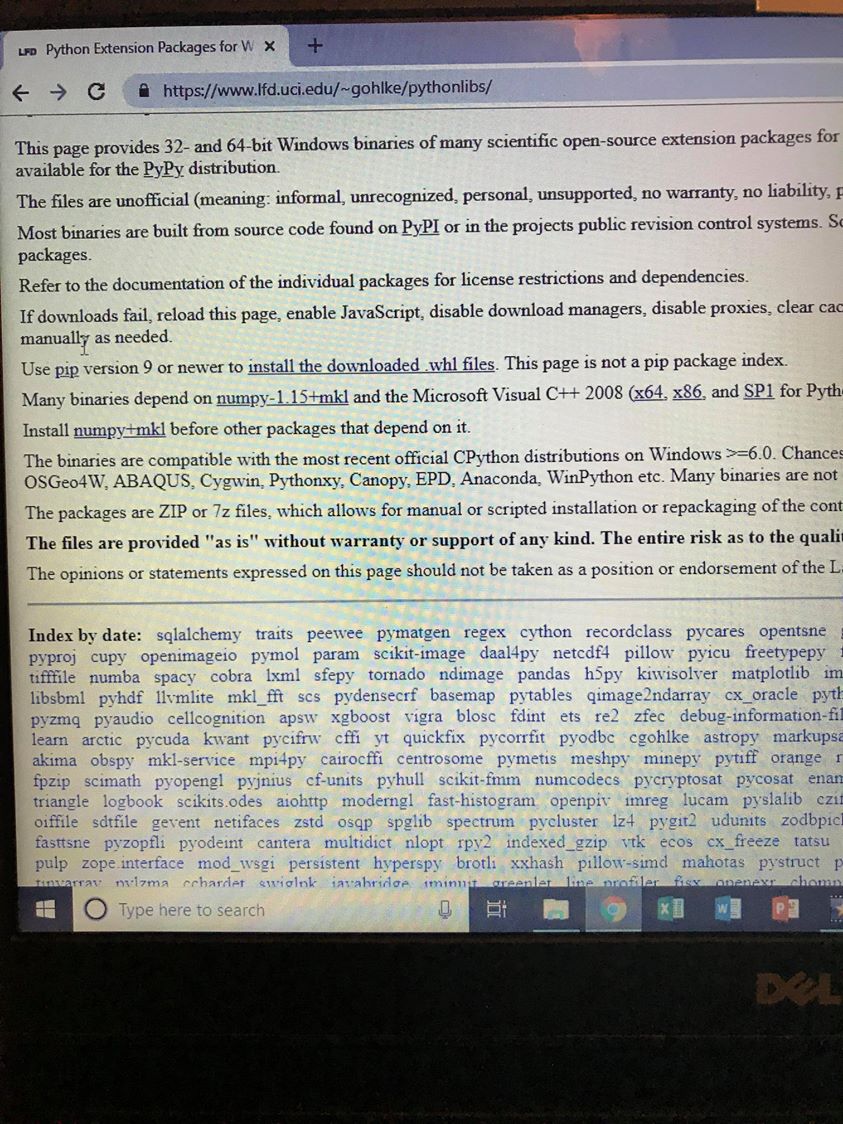 LFD Python Extension Packages for W
https://www.lfd.uci.edu/~gohlke/pythonlibs/
This page provides 32- and 64-bit Windows binaries of many scientific open-source extension packages for
available for the PyPy distribution.
The files are unofficial (meaning: informal, unrecognized, personal, unsupported, no warranty, no liability, p
Most binaries are built from source code found on PyPI or in the projects public revision control systems. So
packages.
Refer to the documentation of the individual packages for license restrictions and dependencies.
If downloads fail, reload this page, enable JavaScript, disable download managers, disable proxies, clear cac
manually as needed.
Use pip version 9 or newer to install the downloaded .whl files. This page is not a pip package index.
Many binaries depend on numpy-1.15+mkl and the Microsoft Visual C++ 2008 (x64, x86, and SP1 for Pyth
Install numpy+mkl before other packages that depend on it.
The binaries are compatible with the most recent official CPython distributions on Windows >=6.0. Chances
OSGeo4W, ABAQUS, Cygwin, Pythonxy, Canopy, EPD, Anaconda, WinPython etc. Many binaries are not
The packages are ZIP or 7z files, which allows for manual or scripted installation or repackaging of the cont
The files are provided "as is" without warranty or support of any kind. The entire risk as to the quali
The opinions or statements expressed on this page should not be taken as a position or endorsement of the L
Index by date: sqlalchemy traits peewee pymatgen regex cython recordclass pycares opentsne
pyproj cupy openimageio pymol param scikit-image daal4py netcdf4 pillow pyicu freetypepy
tifffile numba spacy cobra lxml sfepy tornado ndimage pandas h5py kiwisolver matplotlib im
libsbml pyhdf llvmlite mkl_fft scs pydensecrf basemap pytables qimage2ndarray cx_oracle pyth
pyzmq pyaudio cellcognition apsw xgboost vigra blosc fdint ets re2 zfec debug-information-fil
learn arctic pycuda kwant pycifrw cffi yt quickfix pycorrfit pyodbc cgohlke astropy markupsa
akima obspy mkl-service mpi4py cairocffi centrosome pymetis meshpy minepy pytiff orange r
fpzip scimath pyopengl pyjnius cf-units pyhull scikit-fmm numcodecs pycryptosat pycosat enam
triangle logbook scikits.odes aiohttp moderngl fast-histogram openpiv imreg lucam pyslalib czif
oiffile sdtfile gevent netifaces zstd osqp spglib spectrum pycluster lz4 pygit2 udunits zodbpicl
fasttsne pyzopfli pyodeint cantera multidict nlopt rpy2 indexed_gzip vtk ecos cx_freeze tatsu
pulp zope.interface mod_wsgi persistent hyperspy brotli xxhash pillow-simd mahotas pystruct p
tinyarray pylzma cchardet swiglpk javabridge iminuit greenlet line_profiler fisx openexr chomp
Type here to search
DELL